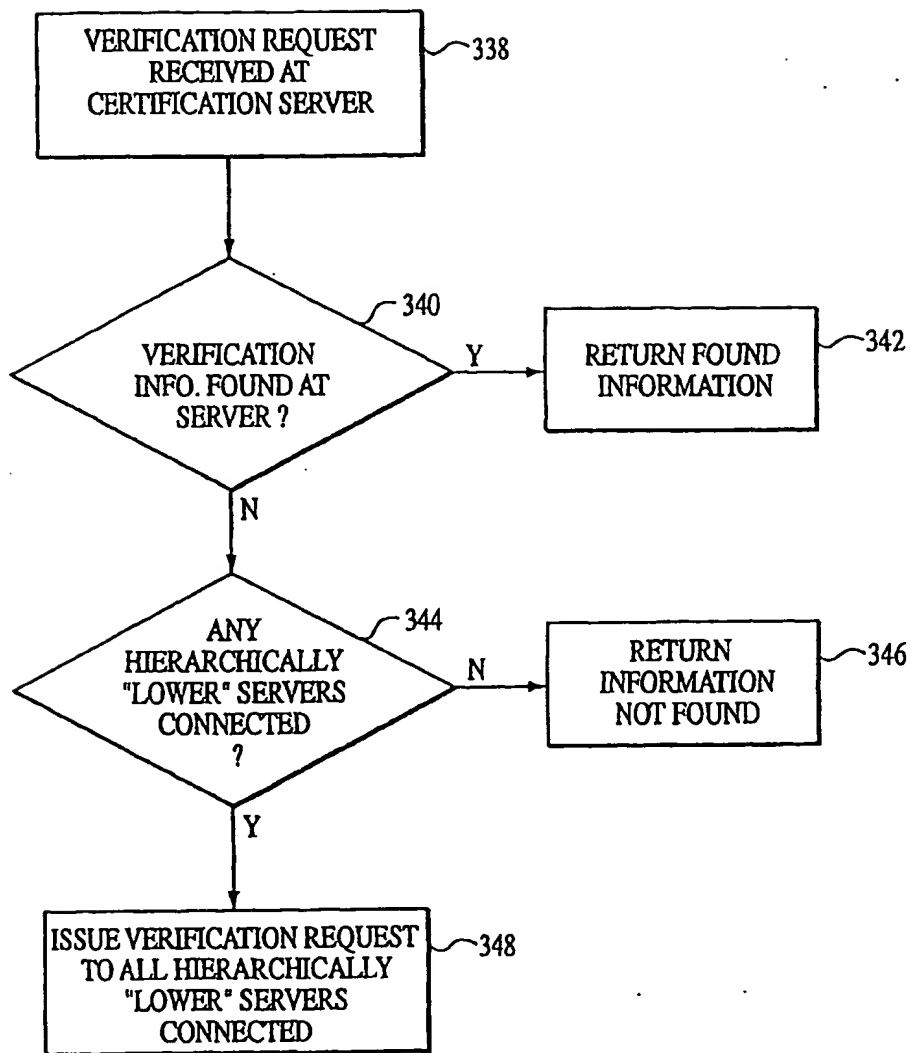 VERIFICATION REQUEST
RECEIVED AT
CERTIFICATION SERVER
338
340
VERIFICATION
INFO. FOUND AT
SERVER ?
Y
RETURN FOUND
INFORMATION
342
N
344
ANY
HIERARCHICALLY
"LOWER" SERVERS
CONNECTED
?
N
RETURN
INFORMATION
NOT FOUND
346
Y
ISSUE VERIFICATION REQUEST
TO ALL HIERARCHICALLY
"LOWER" SERVERS
CONNECTED
348